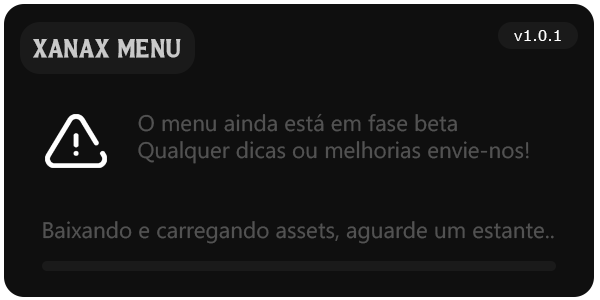 XANAX MENU
v1.0.1
O menu ainda está em fase beta
Qualquer dicas ou melhorias envie-nos!
Baixando e carregando assets, aguarde um estante..